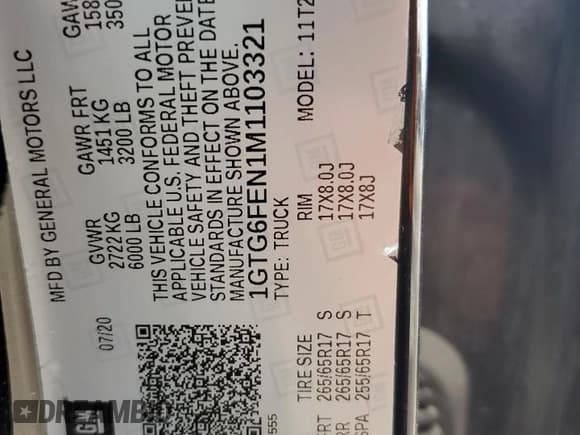 MFD BY GENERAL MOTORS LLC
07/20
GVWR GAWR FRT GAWR
2722 KG 1451 KG
6000 LB 3200 LB
THIS VEHICLE CONFORMS TO ALL
APPLICABLE U.S. FEDERAL MOTOR
VEHICLE SAFETY AND THEFT
STANDARDS IN EFFECT ON THE DATE
MANUFACTURE SHOWN ABOVE.
1GTG6FEN1M1103321
TYPE: TRUCK MODEL:
TIRE SIZE RIM
FRT 265/65R17 S 17X8.0J
RR 265/65R17 S 17X8.0J
SPA 255/65R17 T 17X8J
GM
DREAMBID